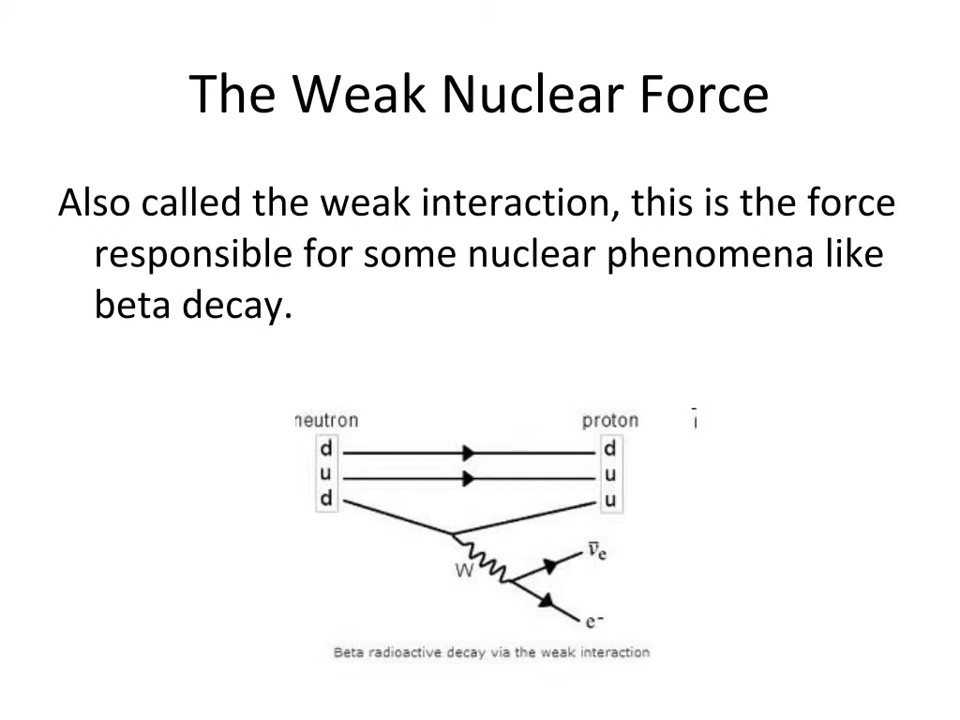 The Weak Nuclear Force
Also called the weak interaction, this is the force
responsible for some nuclear phenomena like
beta decay.
neutron proton
d d
u u
d u
ν̅e
W
e-
Beta radioactive decay via the weak interaction